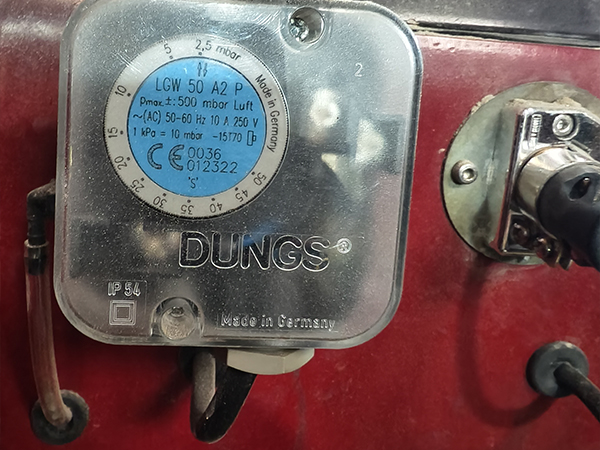 2,5 mbar
5
10
15
20
25
30
35
40
45
50
Made in Germany
LGW 50 A2 P
pmax.±:500 mbar Luft
~(AC) 50-60 Hz 10 A 250 V
1 kPa = 10 mbar -15T70
CE 0036
012322
.S.
2
DUNGS®
IP 54
Made in Germany